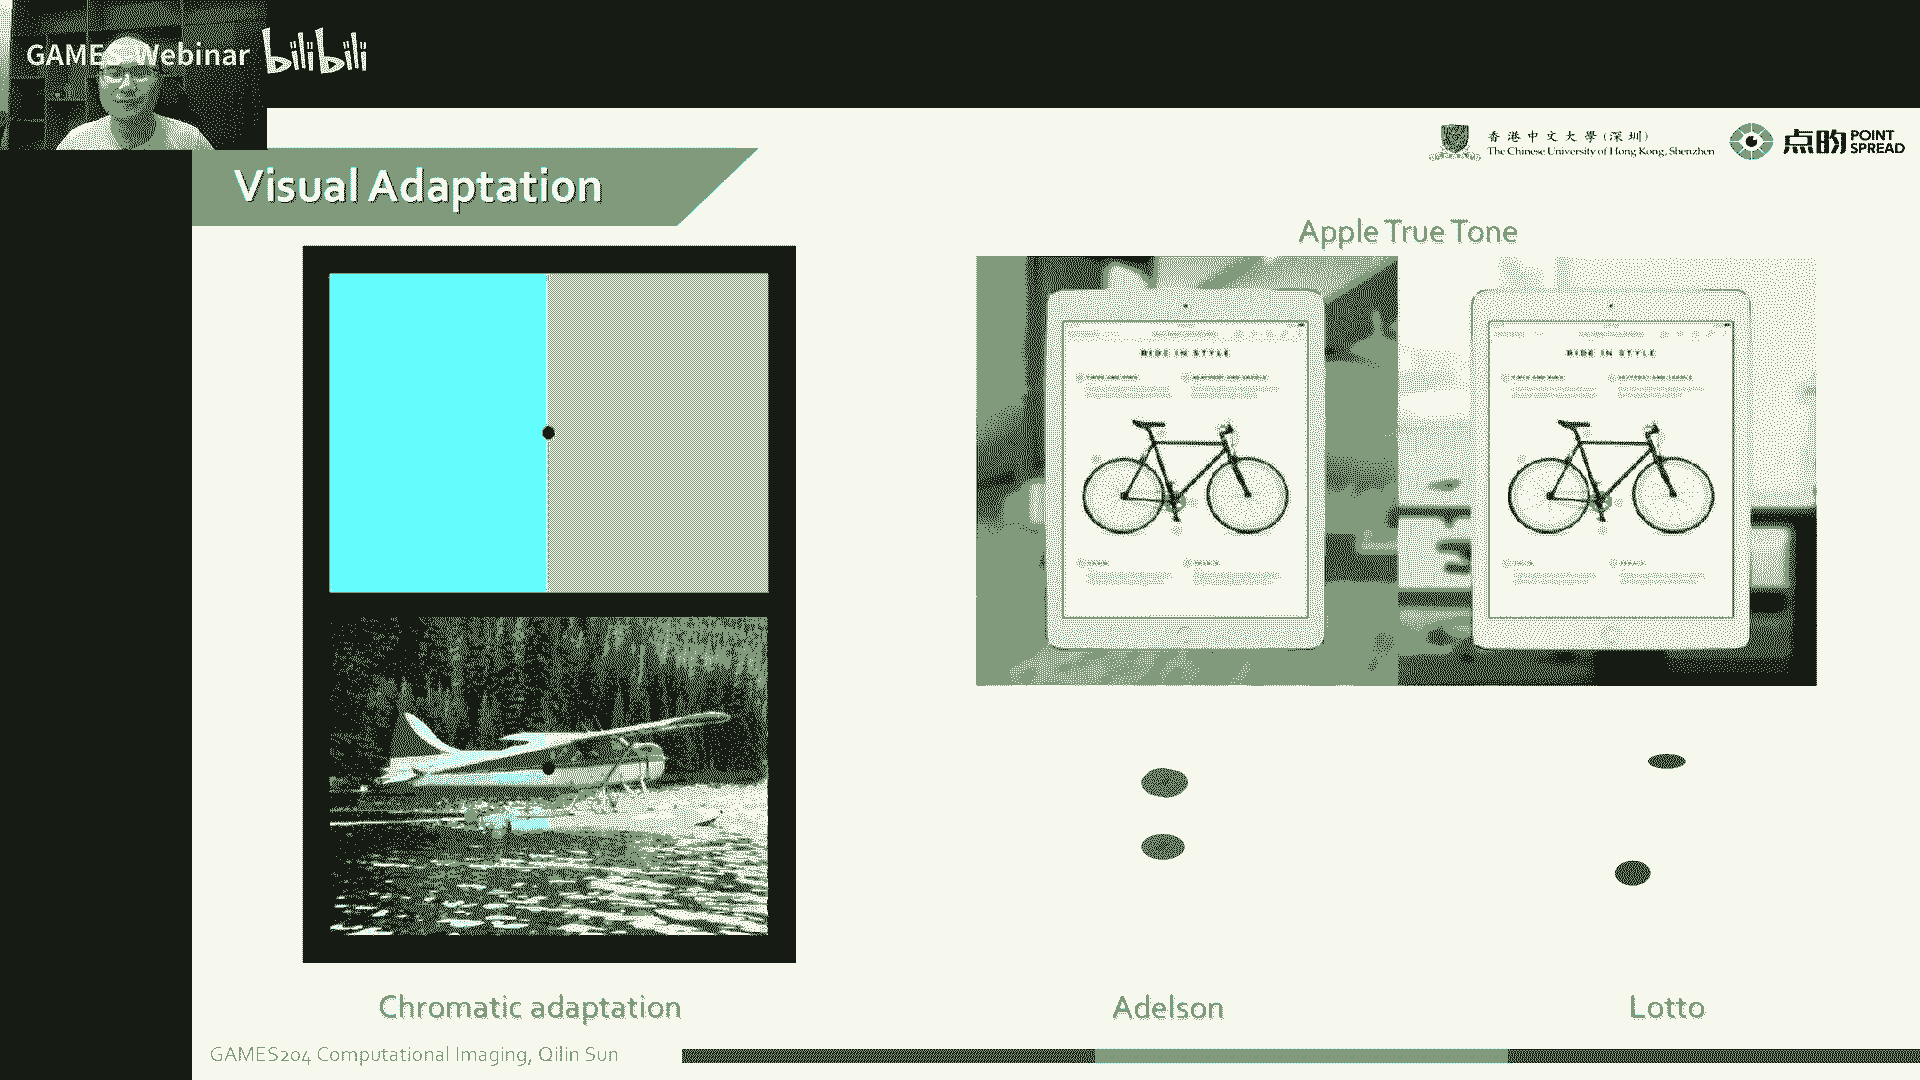 GAMES Webinar bilibili
香港中文大學(深圳)
The Chinese University of Hong Kong, Shenzhen
点昀 POINT SPREAD
Visual Adaptation
Apple True Tone
RIDE IN STYLE
RIDE IN STYLE
Chromatic adaptation
Adelson
Lotto
GAMES204 Computational Imaging, Qilin Sun